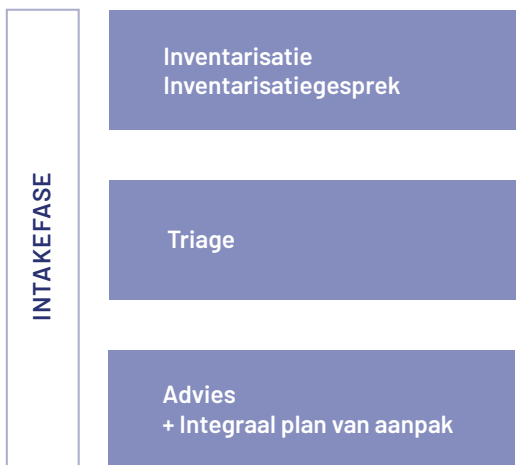 INTAKEFASE
Inventarisatie
Inventarisatiegesprek
Triage
Advies
+ Integraal plan van aanpak